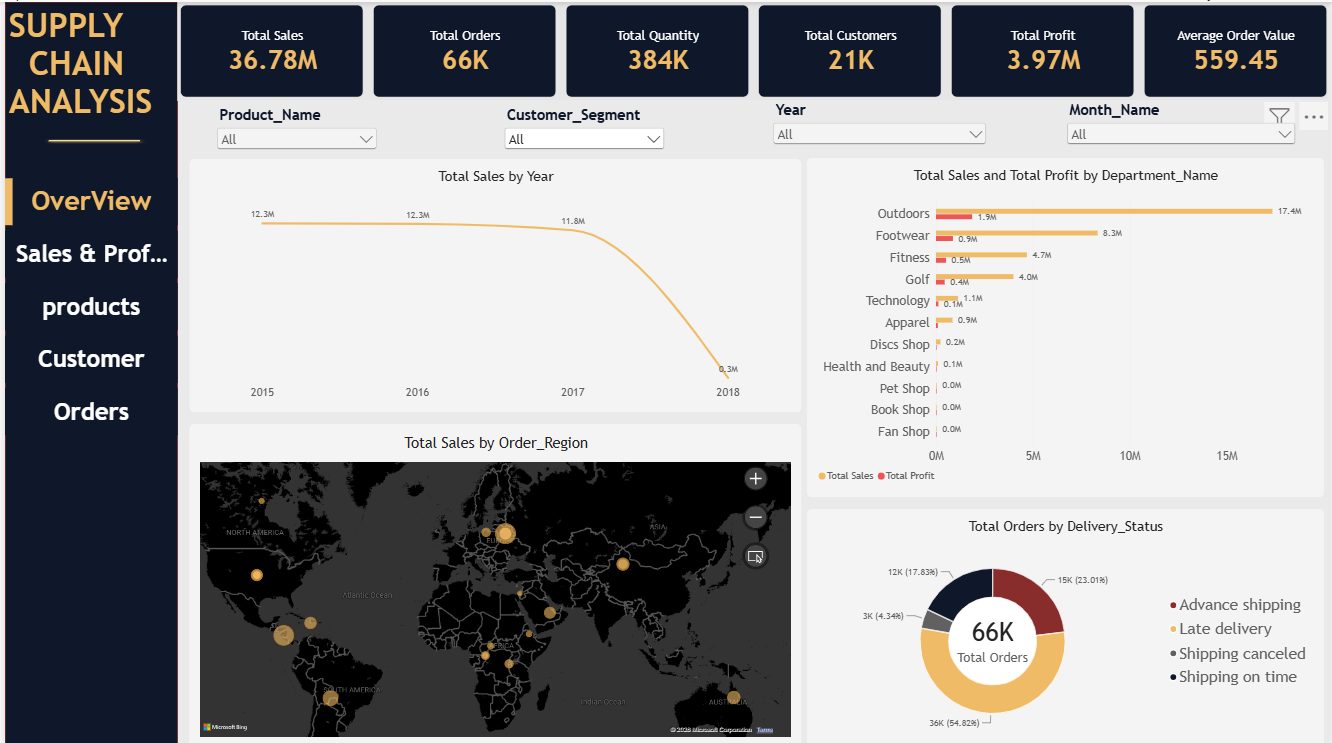 SUPPLY
CHAIN
ANALYSIS
OverView
Sales & Prof...
products
Customer
Orders
Total Sales
36.78M
Total Orders
66K
Total Quantity
384K
Total Customers
21K
Total Profit
3.97M
Average Order Value
559.45
Product_Name
All
Customer_Segment
All
Year
All
Month_Name
All
Total Sales by Year
12.3M
12.3M
11.8M
0.3M
2015
2016
2017
2018
Total Sales and Total Profit by Department_Name
Outdoors 17.4M
1.9M
Footwear 8.3M
0.9M
Fitness 4.7M
0.5M
Golf 4.0M
0.4M
Technology 1.1M
0.1M
Apparel 0.9M
Discs Shop 0.2M
Health and Beauty 0.1M
Pet Shop 0.0M
Book Shop 0.0M
Fan Shop 0.0M
0M 5M 10M 15M
Total Sales Total Profit
Total Sales by Order_Region
NORTH AMERICA
ASIA
Atlantic Ocean
SOUTH AMERICA
Indian Ocean
Microsoft Bing
Microsoft Corporation Terms
Total Orders by Delivery_Status
12K (17.83%)
15K (23.01%)
3K (4.34%)
36K (54.82%)
66K
Total Orders
Advance shipping
Late delivery
Shipping canceled
Shipping on time